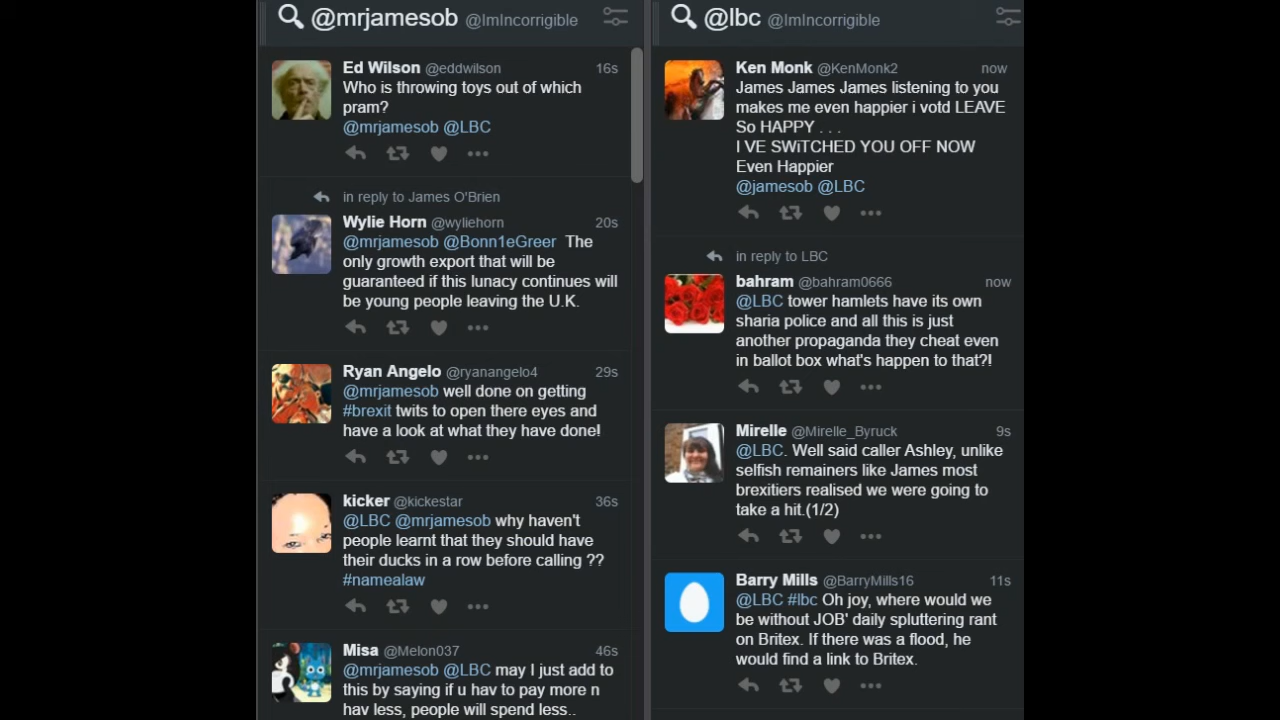 @mrjamesob @ImIncorrigible
Ed Wilson @eddwilson 16s
Who is throwing toys out of which
pram?
@mrjamesob @LBC
in reply to James O'Brien
Wylie Horn @wyliehorn 20s
@mrjamesob @Bonn1eGreer The
only growth export that will be
guaranteed if this lunacy continues will
be young people leaving the U.K.
Ryan Angelo @ryanangelo4 29s
@mrjamesob well done on getting
#brexit twits to open there eyes and
have a look at what they have done!
kicker @kickestar 36s
@LBC @mrjamesob why haven't
people learnt that they should have
their ducks in a row before calling ??
#namealaw
Misa @Melon037 46s
@mrjamesob @LBC may I just add to
this by saying if u hav to pay more n
hav less, people will spend less..
@lbc @ImIncorrigible
Ken Monk @KenMonk2 now
James James James listening to you
makes me even happier i votd LEAVE
So HAPPY . . .
I VE SWiTCHED YOU OFF NOW
Even Happier
@jamesob @LBC
in reply to LBC
bahram @bahram0666 now
@LBC tower hamlets have its own
sharia police and all this is just
another propaganda they cheat even
in ballot box what's happen to that?!
Mirelle @Mirelle_Byruck 9s
@LBC. Well said caller Ashley, unlike
selfish remainers like James most
brexitiers realised we were going to
take a hit.(1/2)
Barry Mills @BarryMills16 11s
@LBC #lbc Oh joy, where would we
be without JOB' daily spluttering rant
on Britex. If there was a flood, he
would find a link to Britex.